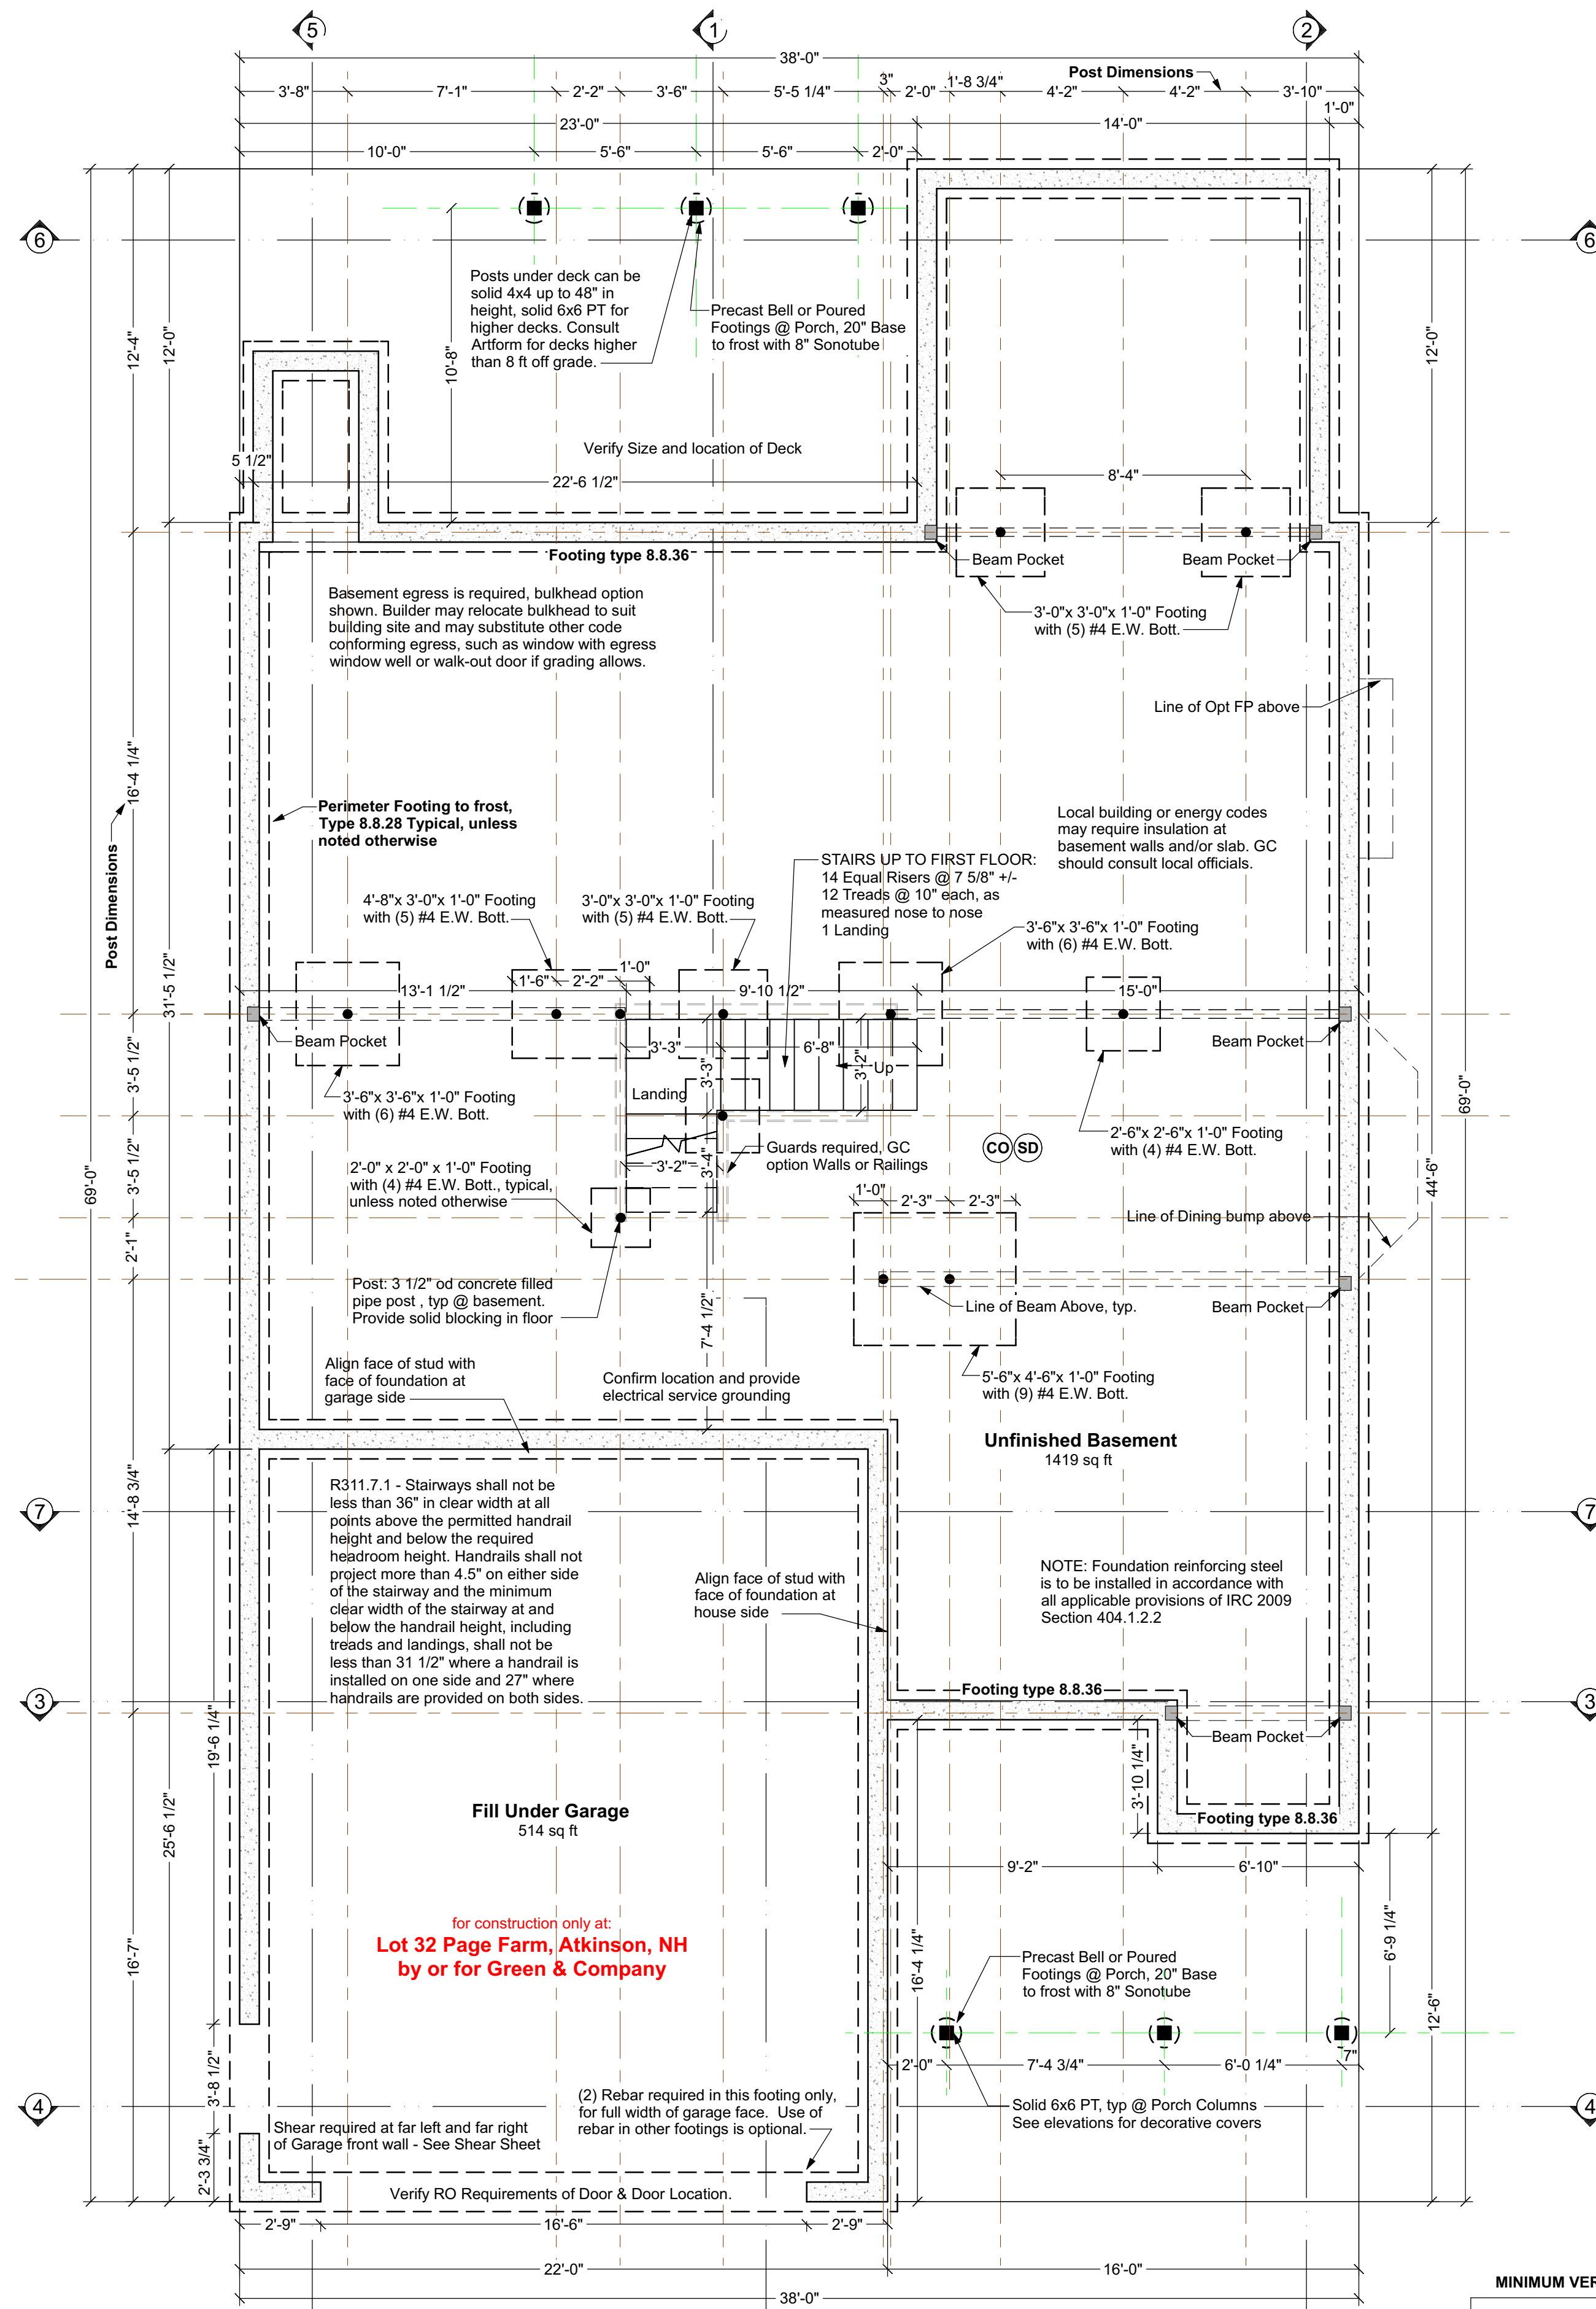 5
1
2
38'-0"
Post Dimensions
3'-8"
7'-1"
2'-2"
3'-6"
5'-5 1/4"
3"
2'-0"
1'-8 3/4"
4'-2"
4'-2"
3'-10"
1'-0"
23'-0"
14'-0"
10'-0"
5'-6"
5'-6"
2'-0"
6
6
12'-4"
12'-0"
12'-0"
Posts under deck can be
solid 4x4 up to 48" in
height, solid 6x6 PT for
higher decks. Consult
Artform for decks higher
than 8 ft off grade.
Precast Bell or Poured
Footings @ Porch, 20" Base
to frost with 8" Sonotube
10'-8"
Verify Size and location of Deck
5 1/2"
22'-6 1/2"
8'-4"
Footing type 8.8.36
Beam Pocket
Beam Pocket
Basement egress is required, bulkhead option
shown. Builder may relocate bulkhead to suit
building site and may substitute other code
conforming egress, such as window with egress
window well or walk-out door if grading allows.
3'-0"x 3'-0"x 1'-0" Footing
with (5) #4 E.W. Bott.
Line of Opt FP above
16'-4 1/4"
Post Dimensions
31'-5 1/2"
Perimeter Footing to frost,
Type 8.8.28 Typical, unless
noted otherwise
Local building or energy codes
may require insulation at
basement walls and/or slab. GC
should consult local officials.
STAIRS UP TO FIRST FLOOR:
14 Equal Risers @ 7 5/8" +/-
12 Treads @ 10" each, as
measured nose to nose
1 Landing
4'-8"x 3'-0"x 1'-0" Footing
with (5) #4 E.W. Bott.
3'-0"x 3'-0"x 1'-0" Footing
with (5) #4 E.W. Bott.
3'-6"x 3'-6"x 1'-0" Footing
with (6) #4 E.W. Bott.
1'-6"
2'-2"
1'-0"
13'-1 1/2"
9'-10 1/2"
15'-0"
Beam Pocket
Beam Pocket
3'-3"
6'-8"
3'-3"
3'-2"
Up
Landing
3'-5 1/2"
3'-6"x 3'-6"x 1'-0" Footing
with (6) #4 E.W. Bott.
69'-0"
69'-0"
44'-6"
2'-6"x 2'-6"x 1'-0" Footing
with (4) #4 E.W. Bott.
CO
SD
Guards required, GC
option Walls or Railings
3'-2"
3'-4"
3'-5 1/2"
2'-0" x 2'-0" x 1'-0" Footing
with (4) #4 E.W. Bott., typical,
unless noted otherwise
1'-0"
2'-3"
2'-3"
Line of Dining bump above
2'-1"
Post: 3 1/2" od concrete filled
pipe post , typ @ basement.
Provide solid blocking in floor
7'-4 1/2"
Line of Beam Above, typ.
Beam Pocket
Align face of stud with
face of foundation at
garage side
Confirm location and provide
electrical service grounding
5'-6"x 4'-6"x 1'-0" Footing
with (9) #4 E.W. Bott.
Unfinished Basement
1419 sq ft
7
7
14'-8 3/4"
R311.7.1 - Stairways shall not be
less than 36" in clear width at all
points above the permitted handrail
height and below the required
headroom height. Handrails shall not
project more than 4.5" on either side
of the stairway and the minimum
clear width of the stairway at and
below the handrail height, including
treads and landings, shall not be
less than 31 1/2" where a handrail is
installed on one side and 27" where
handrails are provided on both sides.
Align face of stud with
face of foundation at
house side
NOTE: Foundation reinforcing steel
is to be installed in accordance with
all applicable provisions of IRC 2009
Section 404.1.2.2
3
3
Footing type 8.8.36
Beam Pocket
19'-6 1/4"
25'-6 1/2"
3'-10 1/4"
Fill Under Garage
514 sq ft
Footing type 8.8.36
9'-2"
6'-10"
for construction only at:
Lot 32 Page Farm, Atkinson, NH
by or for Green & Company
16'-7"
16'-4 1/4"
6'-9 1/4"
12'-6"
Precast Bell or Poured
Footings @ Porch, 20" Base
to frost with 8" Sonotube
3'-8 1/2"
2'-0"
7'-4 3/4"
6'-0 1/4"
7"
4
4
(2) Rebar required in this footing only,
for full width of garage face. Use of
rebar in other footings is optional.
Solid 6x6 PT, typ @ Porch Columns
See elevations for decorative covers
Shear required at far left and far right
of Garage front wall - See Shear Sheet
2'-3 3/4"
Verify RO Requirements of Door & Door Location.
2'-9"
16'-6"
2'-9"
22'-0"
16'-0"
38'-0"
MINIMUM VER